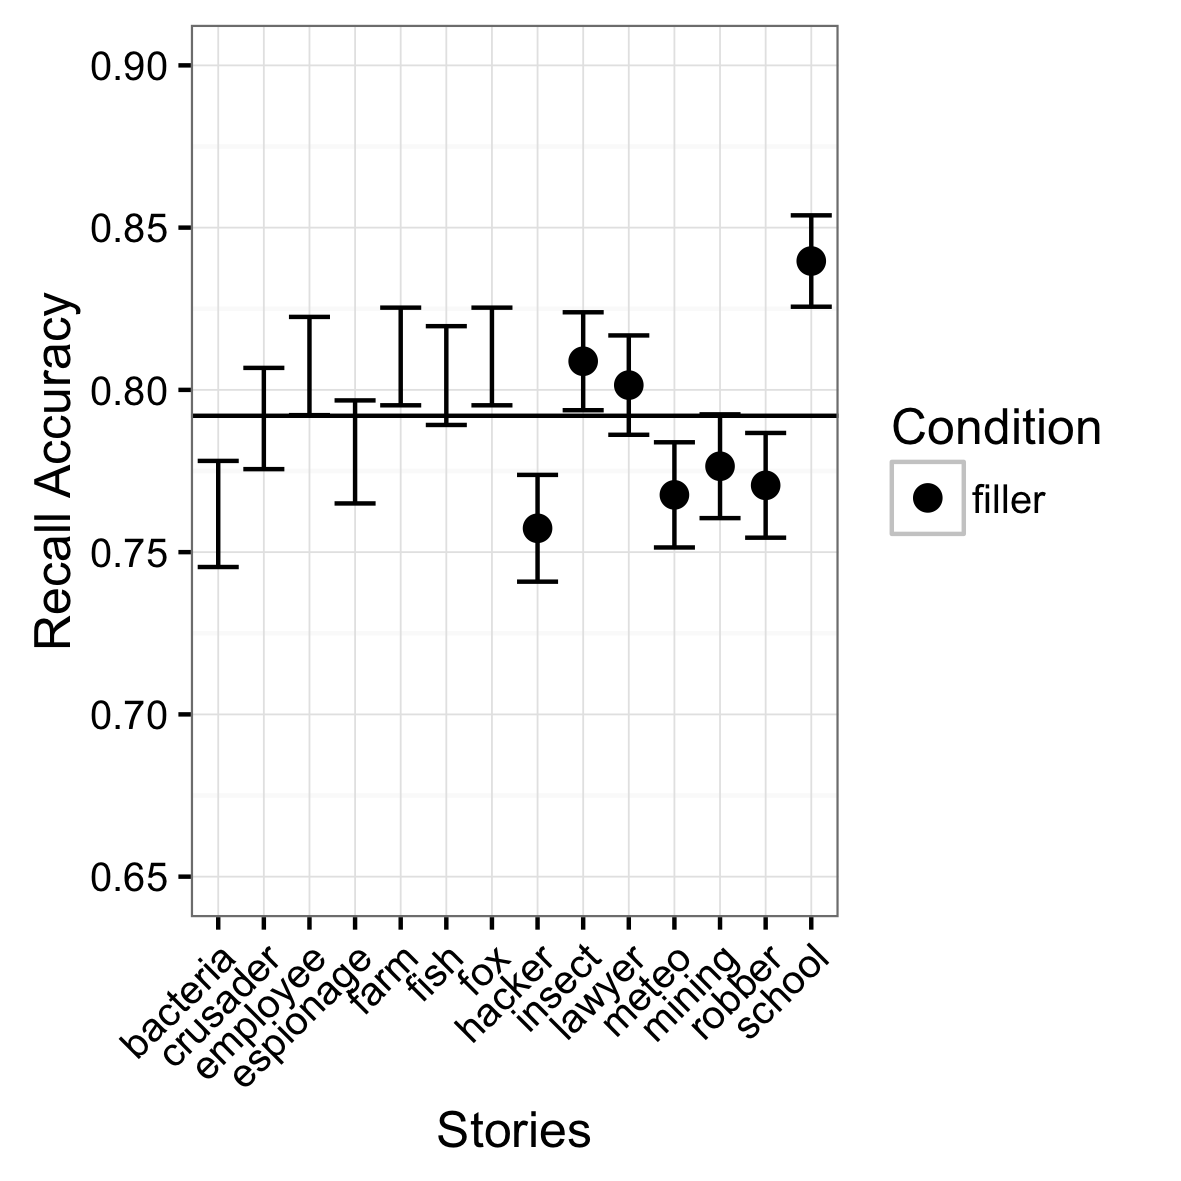 0.90
0.85
0.80
0.75
0.70
0.65
Recall Accuracy
bacteria
crusader
employee
espionage
farm
fish
fox
hacker
insect
lawyer
meteo
mining
robber
school
Stories
Condition
filler